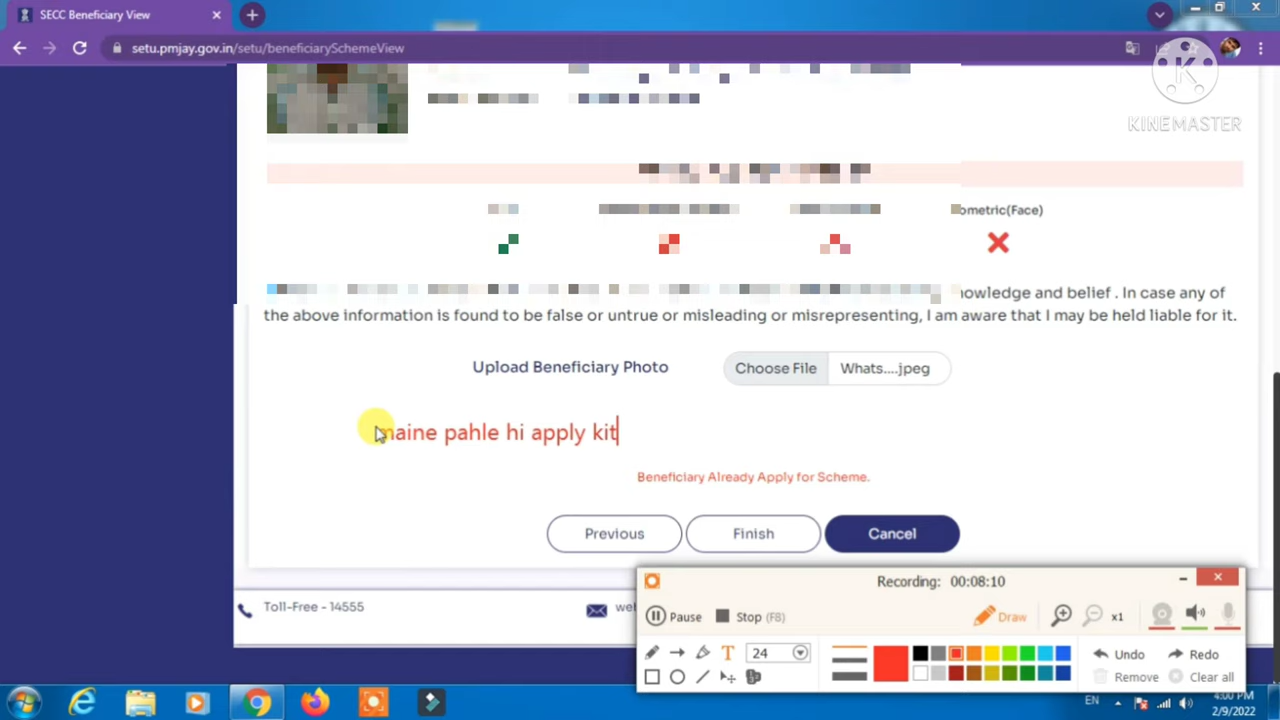 SECC Beneficiary View
setu.pmjay.gov.in/setu/beneficiarySchemeView
KINEMASTER
ometric(Face)
nowledge and belief . In case any of
the above information is found to be false or untrue or misleading or misrepresenting, I am aware that I may be held liable for it.
Upload Beneficiary Photo Choose File Whats....jpeg
maine pahle hi apply kit
Beneficiary Already Apply for Scheme.
Previous Finish Cancel
Toll-Free - 14555 wel
Recording: 00:08:10
Pause Stop (F8) Draw x1
T 24 Undo Redo
Remove Clear all
EN 4:00 PM
2/9/2022